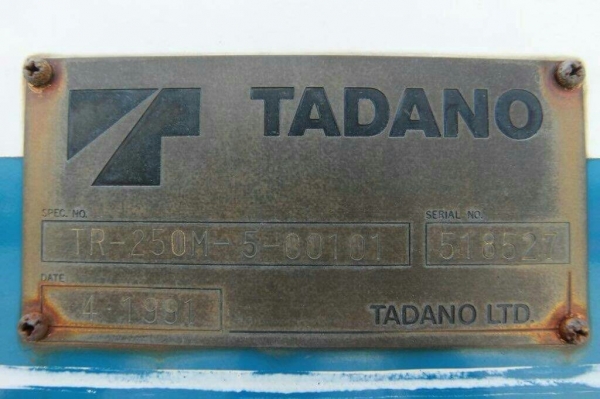 TADANO
SPEC. NO. SERIAL NO.
TR-250M-5-00101 518527
DATE
4-1991
TADANO LTD.